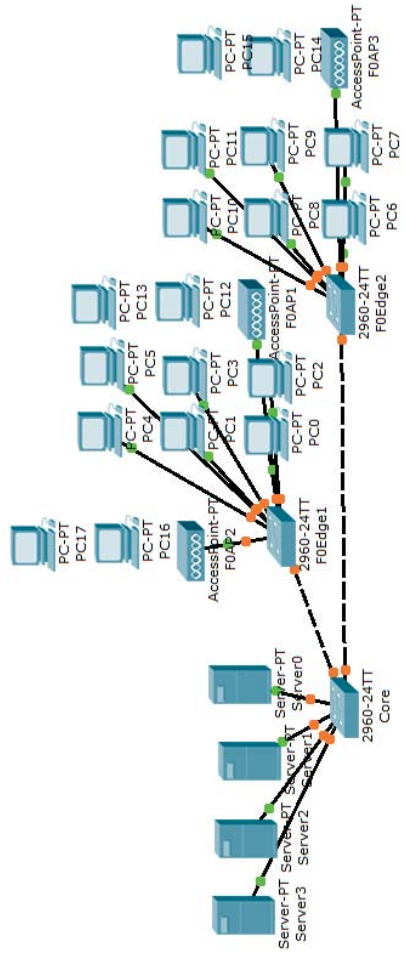 PC-PT
PC15
PC-PT
PC14
AccessPoint-PT
F0AP3
PC-PT
PC11
PC-PT
PC9
PC-PT
PC7
PC-PT
PC10
PC-PT
PC8
PC-PT
PC6
2960-24TT
F0Edge2
PC-PT
PC13
PC-PT
PC12
AccessPoint-PT
F0AP1
PC-PT
PC5
PC-PT
PC3
PC-PT
PC2
PC-PT
PC4
PC-PT
PC1
PC-PT
PC0
2960-24TT
F0Edge1
PC-PT
PC17
PC-PT
PC16
AccessPoint-PT
F0AP2
Server-PT
Server0
Server-PT
Server1
Server-PT
Server2
Server-PT
Server3
2960-24TT
Core